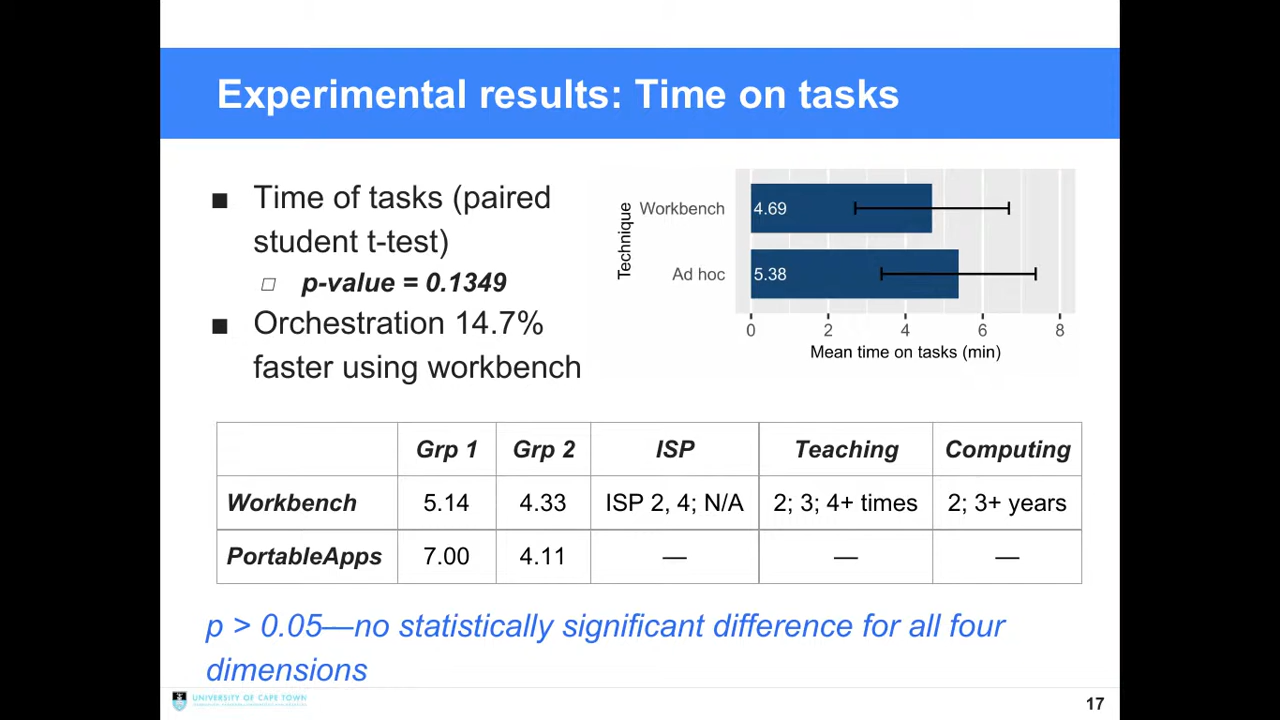 Experimental results: Time on tasks
■ Time of tasks (paired
student t-test)
□ p-value = 0.1349
■ Orchestration 14.7%
faster using workbench
Technique
Workbench 4.69
Ad hoc 5.38
0 2 4 6 8
Mean time on tasks (min)
Grp 1 Grp 2 ISP Teaching Computing
Workbench 5.14 4.33 ISP 2, 4; N/A 2; 3; 4+ times 2; 3+ years
PortableApps 7.00 4.11 — — —
p > 0.05—no statistically significant difference for all four
dimensions
UNIVERSITY OF CAPE TOWN
17